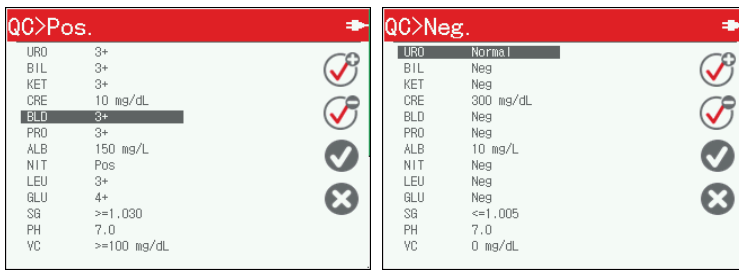 QC>Pos.
URO 3+
BIL 3+
KET 3+
CRE 10 mg/dL
BLD 3+
PRO 3+
ALB 150 mg/L
NIT Pos
LEU 3+
GLU 4+
SG >=1.030
PH 7.0
VC >=100 mg/dL
QC>Neg.
URO Normal
BIL Neg
KET Neg
CRE 300 mg/dL
BLD Neg
PRO Neg
ALB 10 mg/L
NIT Neg
LEU Neg
GLU Neg
SG <=1.005
PH 7.0
VC 0 mg/dL